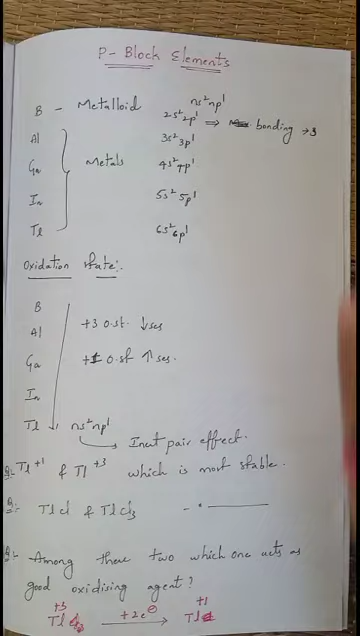 P-Block Elements
B - Metalloid ns²np¹
2s²2p¹ ⇒ bonding → 3
Al 3s²3p¹
Ga Metals 4s²4p¹
In 5s²5p¹
Tl 6s²6p¹
Oxidation state:
B
Al +3 o.st. ↓ses
Ga +1 o.st ↑ses.
In
Tl ns²np¹
→ Inert pair effect.
Q: Tl⁺¹ & Tl⁺³ which is most stable.
Q: TlCl & TlCl₃ - " -
Q: Among these two which one acts as
good oxidising agent?
+3 +1
Tl +2e⊖ → Tl